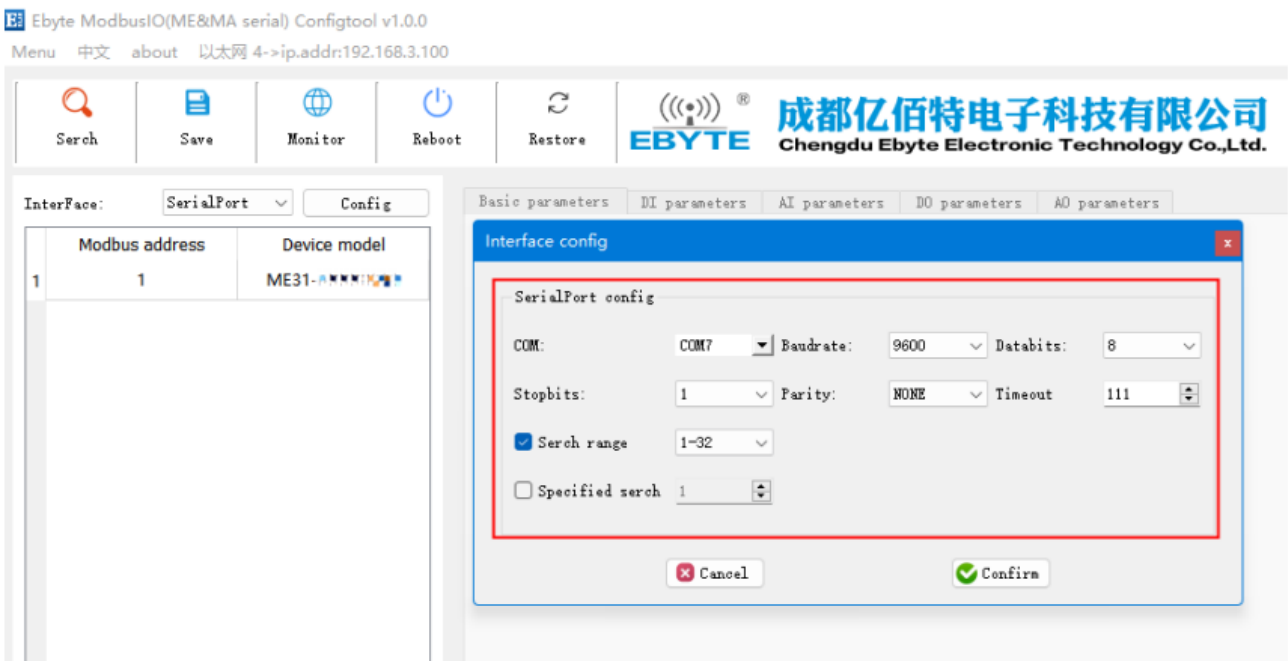 Ebyte ModbusIO(ME&MA serial) Configtool v1.0.0
Menu 中文 about 以太网 4->ip.addr:192.168.3.100
Serch Save Monitor Reboot Restore
EBYTE ®
成都亿佰特电子科技有限公司
Chengdu Ebyte Electronic Technology Co.,Ltd.
InterFace: SerialPort Config
Basic parameters DI parameters AI parameters DO parameters AO parameters
Modbus address Device model
1 1 ME31-
Interface config
SerialPort config
COM: COM7 Baudrate: 9600 Databits: 8
Stopbits: 1 Parity: NONE Timeout 111
Serch range 1-32
Specified serch 1
Cancel Confirm